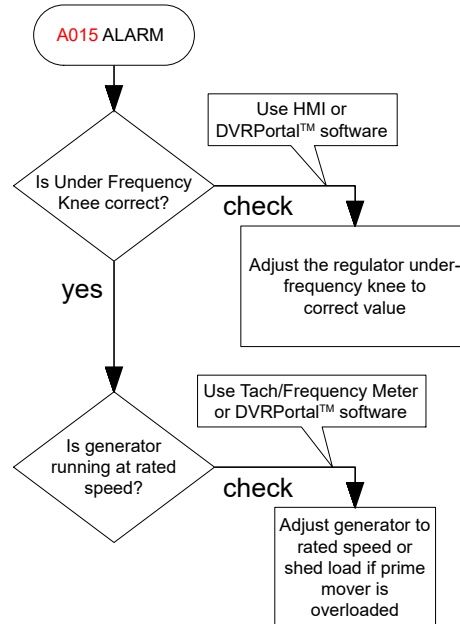 A015 ALARM
Use HMI or
DVRPortal™ software
Is Under Frequency
Knee correct?
check
Adjust the regulator under-
frequency knee to
correct value
yes
Use Tach/Frequency Meter
or DVRPortal™ software
Is generator
running at rated
speed?
check
Adjust generator to
rated speed or
shed load if prime
mover is
overloaded